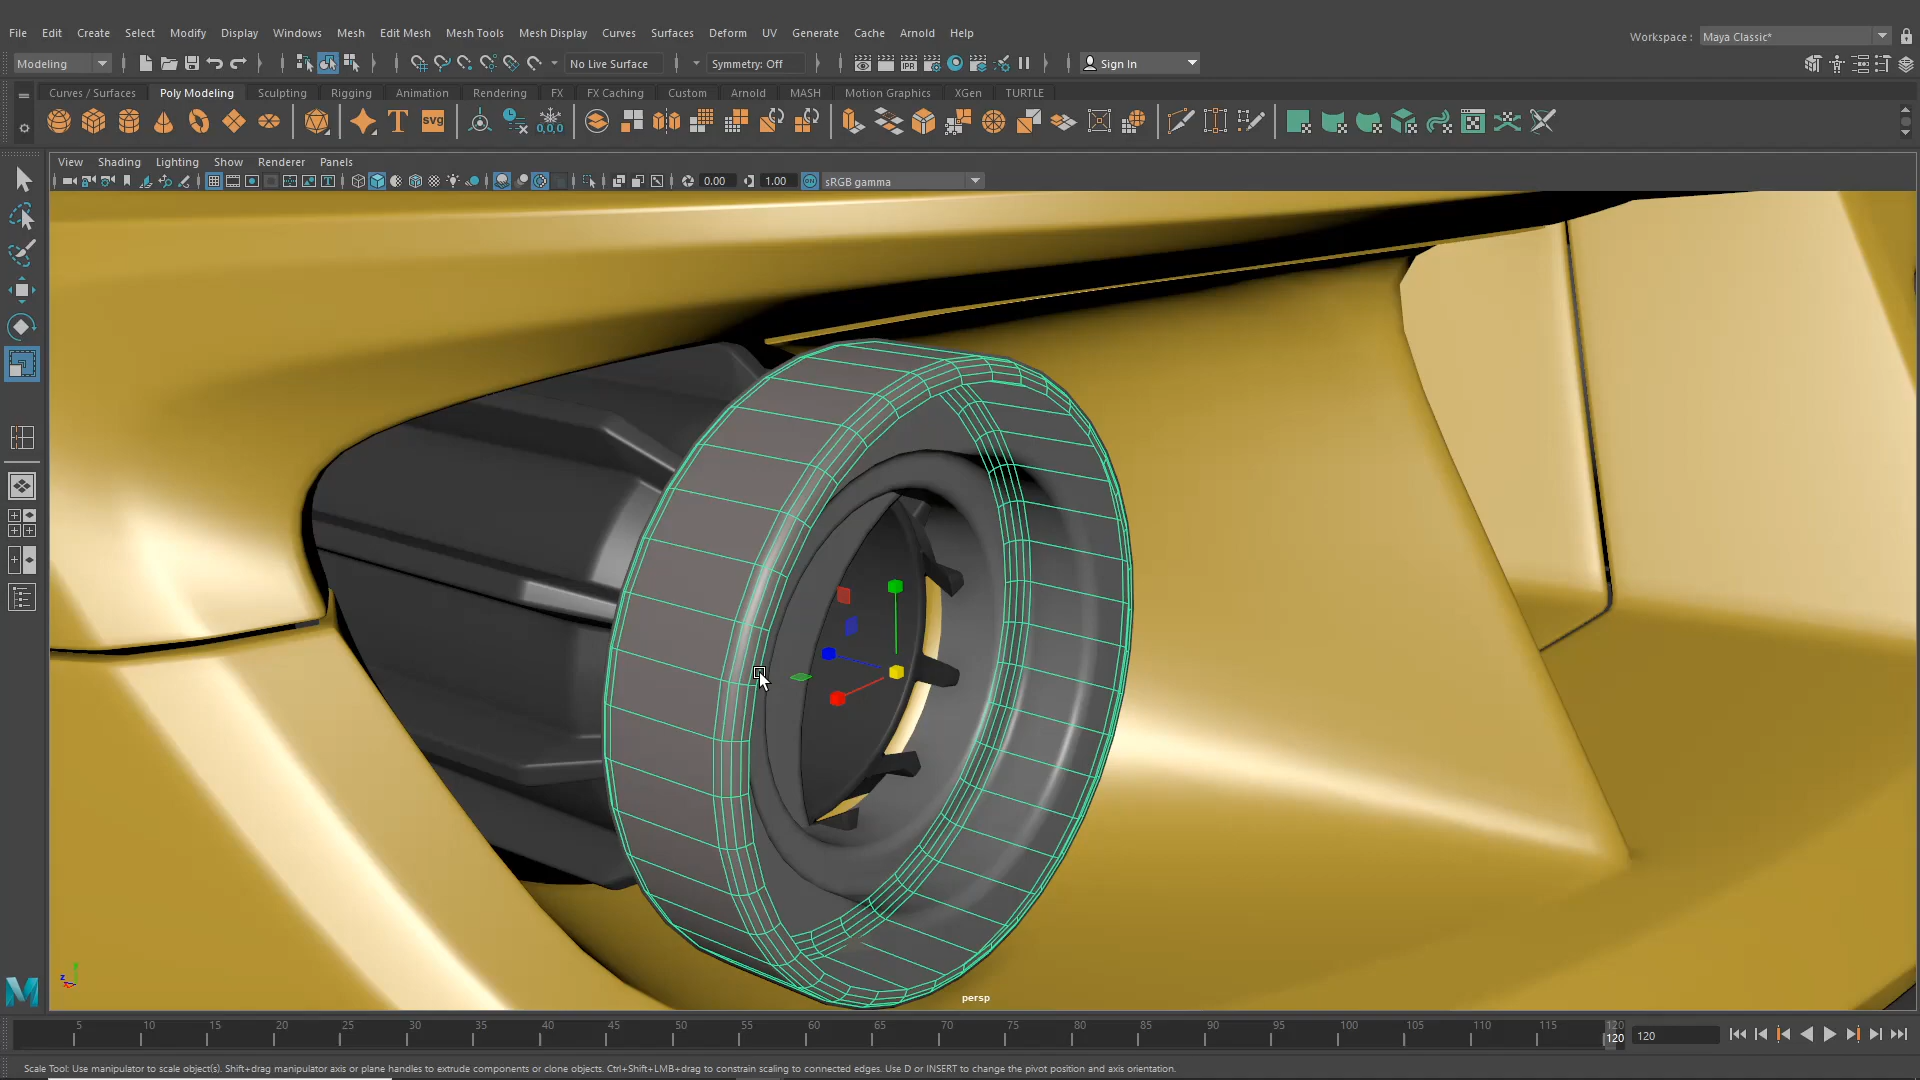 File Edit Create Select Modify Display Windows Mesh Edit Mesh Mesh Tools Mesh Display Curves Surfaces Deform UV Generate Cache Arnold Help
Workspace : Maya Classic*
Modeling No Live Surface Symmetry: Off IPR Sign In
Curves / Surfaces Poly Modeling Sculpting Rigging Animation Rendering FX FX Caching Custom Arnold MASH Motion Graphics XGen TURTLE
T svg 0,0,0
View Shading Lighting Show Renderer Panels
0.00 1.00 ON sRGB gamma
z
persp
5 10 15 20 25 30 35 40 45 50 55 60 65 70 75 80 85 90 95 100 105 110 115 120
120 120
Scale Tool: Use manipulator to scale object(s). Shift+drag manipulator axis or plane handles to extrude components or clone objects. Ctrl+Shift+LMB+drag to constrain scaling to connected edges. Use D or INSERT to change the pivot position and axis orientation.